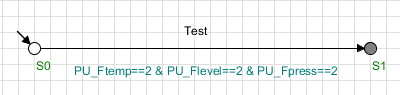 Test
S0
S1
PU_Ftemp==2 & PU_Flevel==2 & PU_Fpress==2